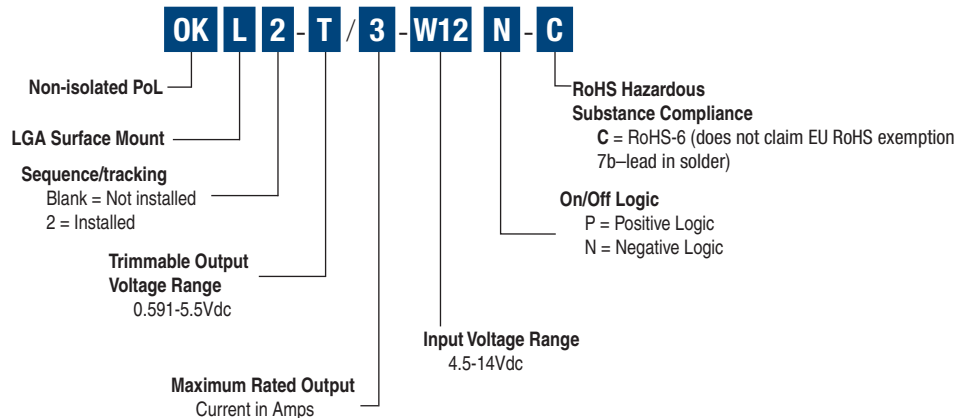 OK L 2 - T / 3 - W12 N - C
Non-isolated PoL
LGA Surface Mount
Sequence/tracking
Blank = Not installed
2 = Installed
Trimmable Output
Voltage Range
0.591-5.5Vdc
Maximum Rated Output
Current in Amps
Input Voltage Range
4.5-14Vdc
On/Off Logic
P = Positive Logic
N = Negative Logic
RoHS Hazardous
Substance Compliance
C = RoHS-6 (does not claim EU RoHS exemption
7b–lead in solder)